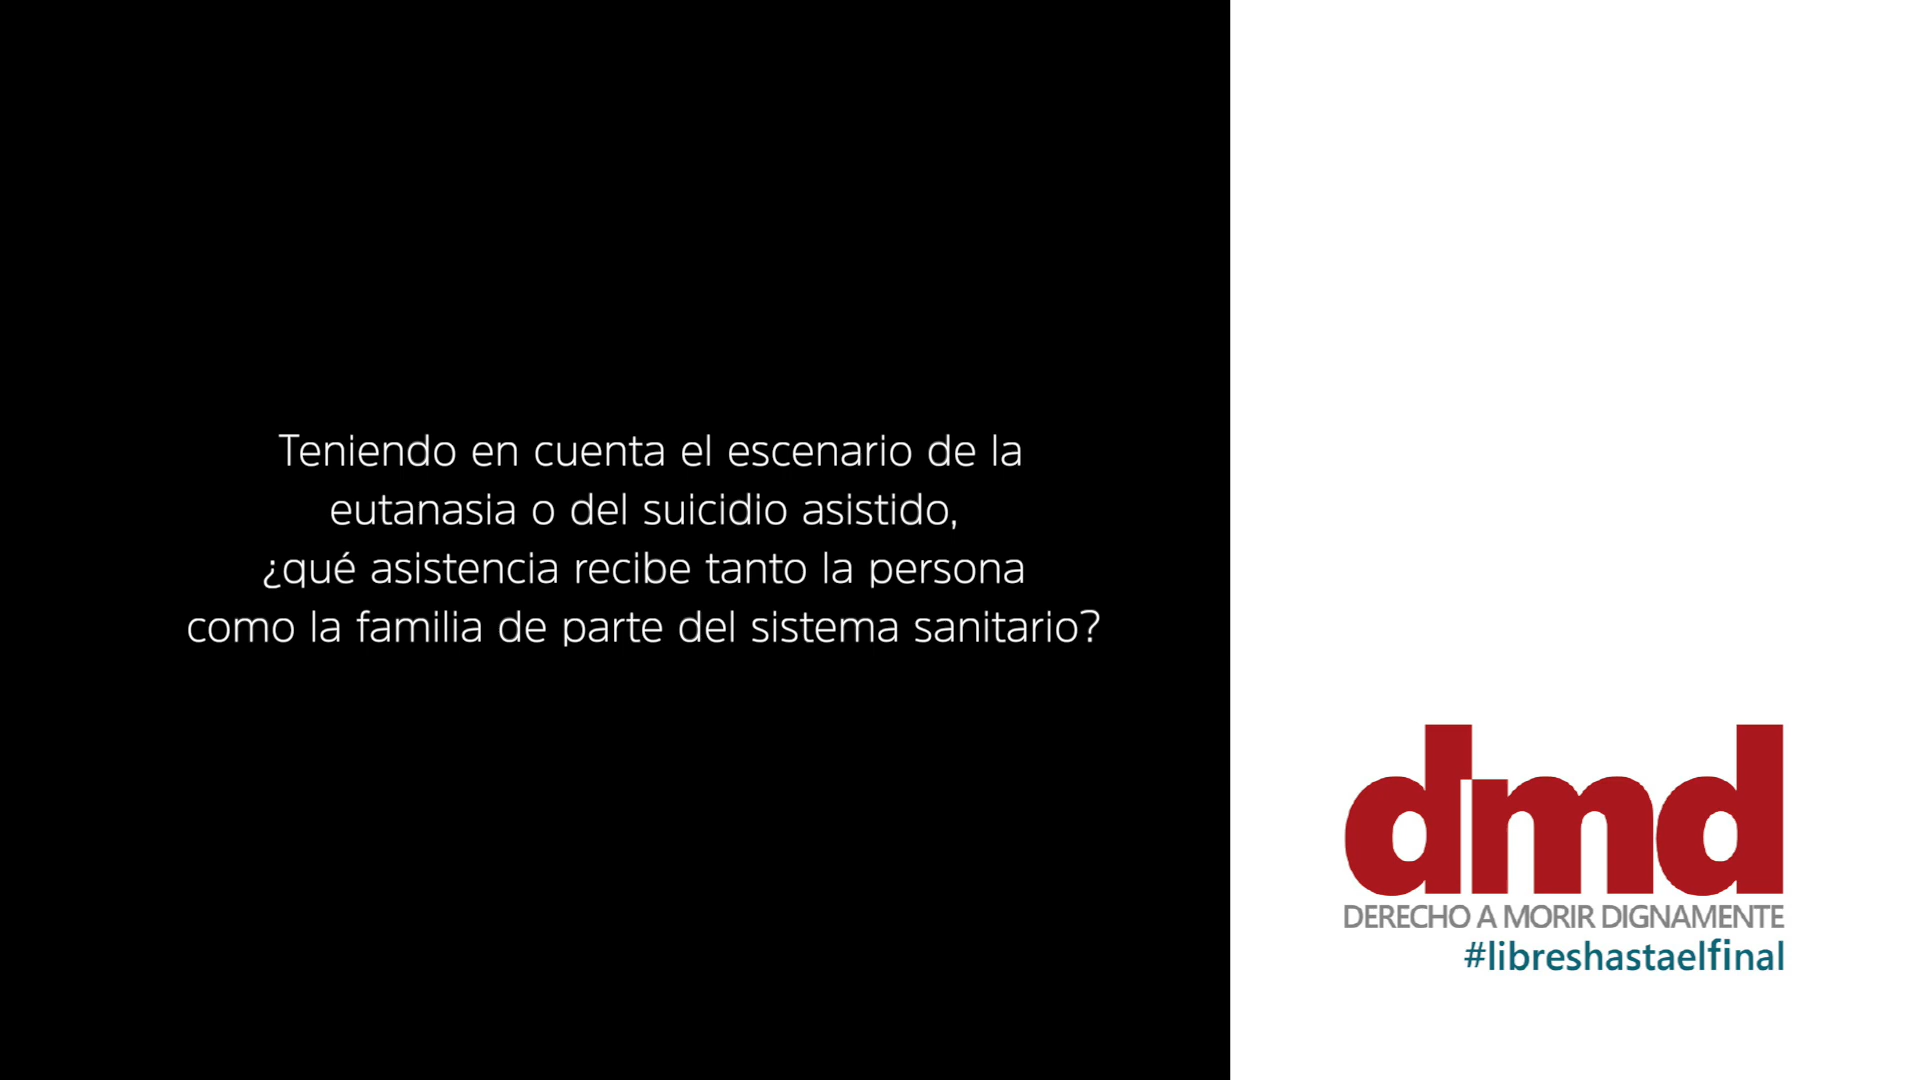 Teniendo en cuenta el escenario de la
eutanasia o del suicidio asistido,
¿qué asistencia recibe tanto la persona
como la familia de parte del sistema sanitario?
dmd
DERECHO A MORIR DIGNAMENTE
#libreshastaelfinal